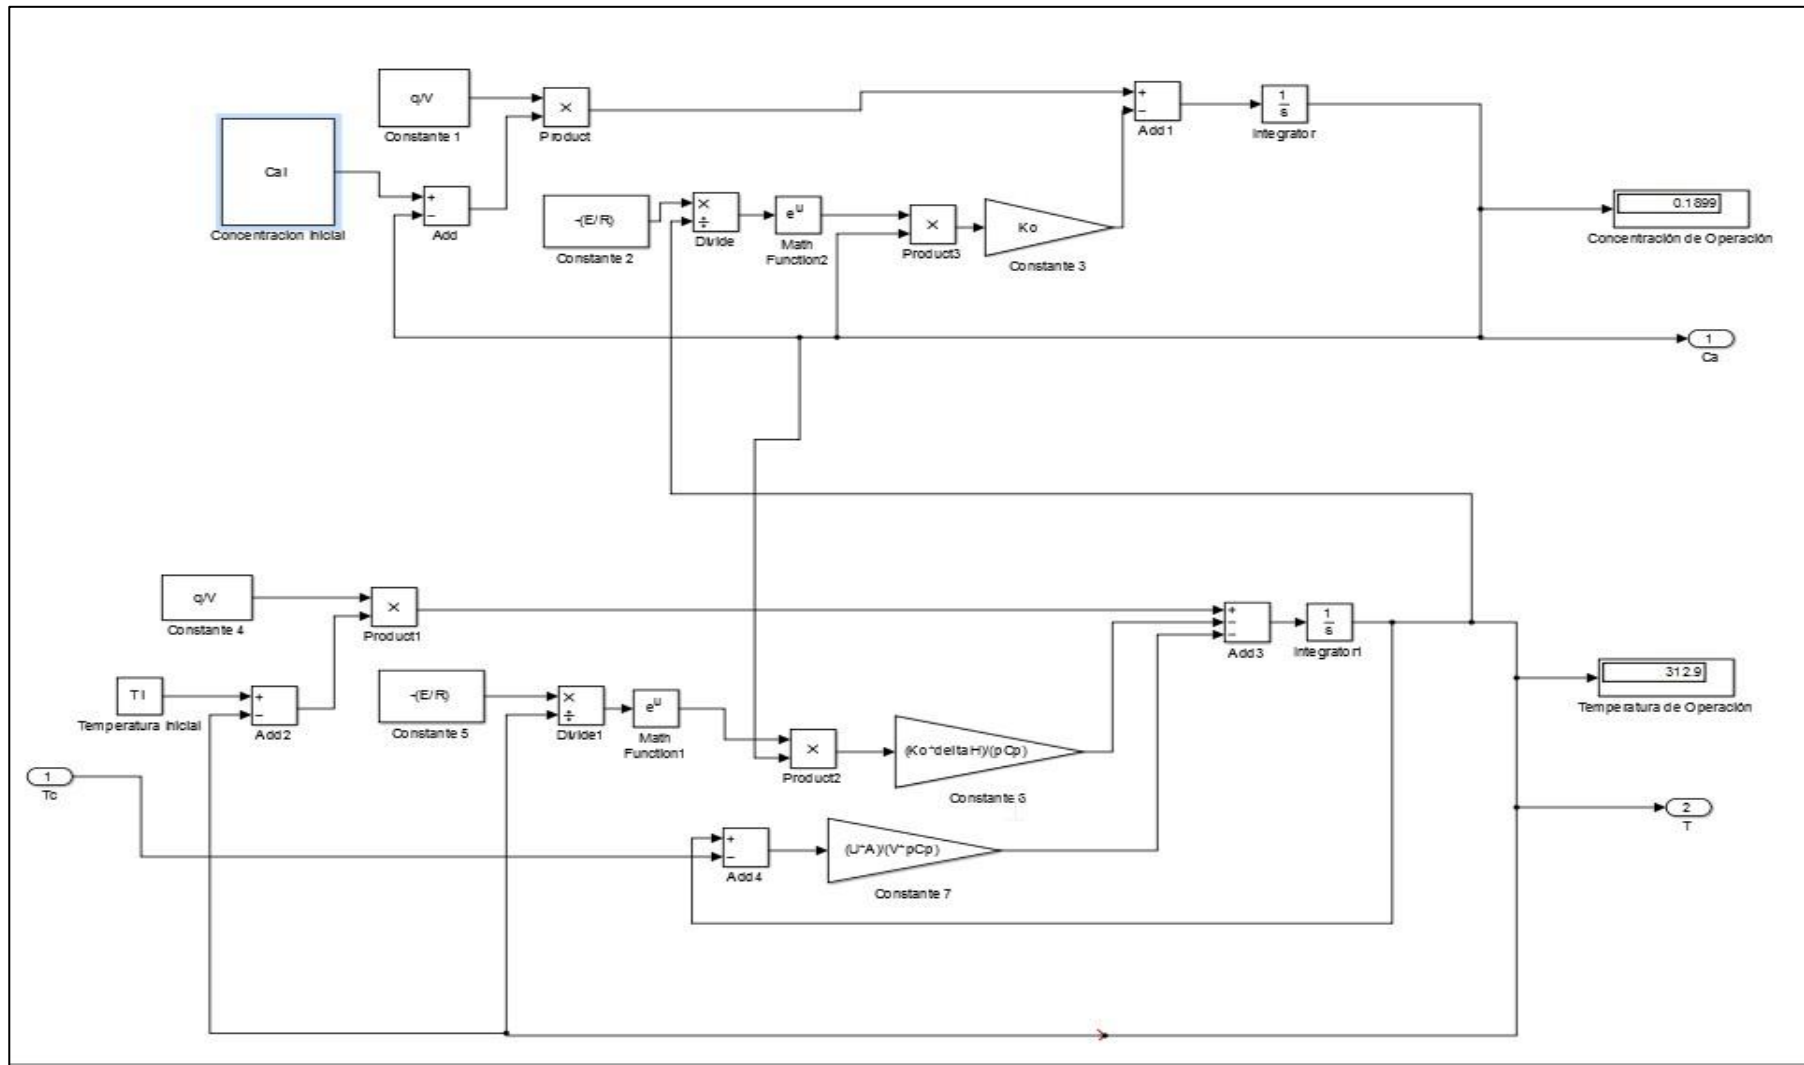 q/V
Constante 1
CaI
Concentracion Inicial
+
−
Add
×
Product
-(E/R)
Constante 2
×
÷
Divide
e^u
Math
Function2
×
Product3
Ko
Constante 3
+
−
Add1
1
s
Integrator
0.1899
Concentración de Operación
1
Ca
q/V
Constante 4
TI
Temperatura Inicial
+
−
Add2
×
Product1
-(E/R)
Constante 5
×
÷
Divide1
e^u
Math
Function1
×
Product2
(Ko*deltaH)/(pCp)
Constante 6
+
−
−
Add3
1
s
Integrator1
312.9
Temperatura de Operación
1
Tc
+
−
Add4
(U*A)/(V*pCp)
Constante 7
2
T